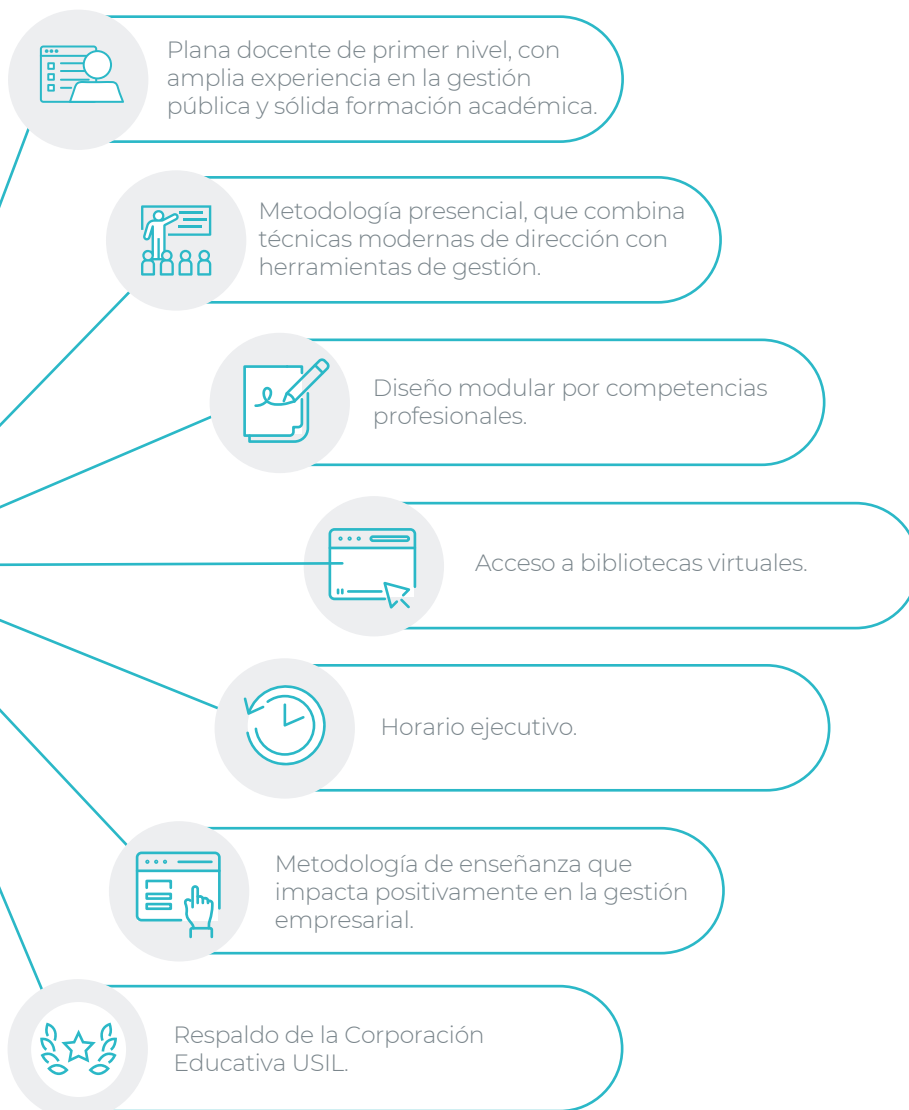 Plana docente de primer nivel, con
amplia experiencia en la gestión
pública y sólida formación académica.
Metodología presencial, que combina
técnicas modernas de dirección con
herramientas de gestión.
Diseño modular por competencias
profesionales.
Acceso a bibliotecas virtuales.
Horario ejecutivo.
Metodología de enseñanza que
impacta positivamente en la gestión
empresarial.
Respaldo de la Corporación
Educativa USIL.